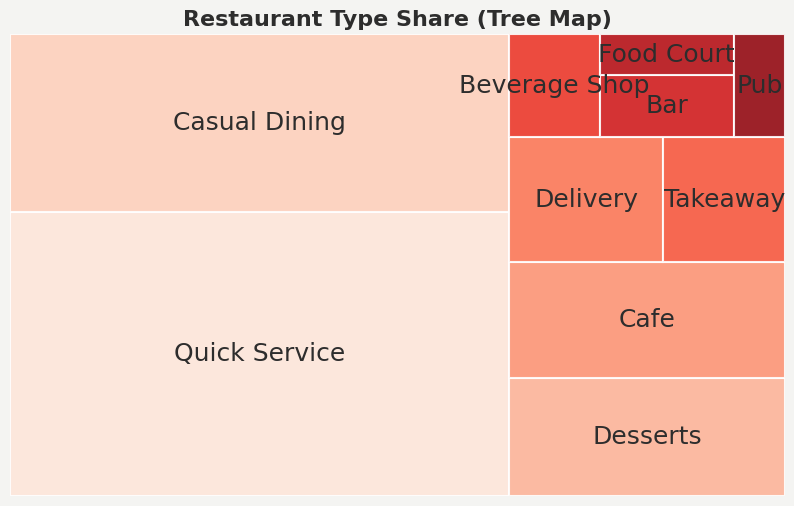 Restaurant Type Share (Tree Map)
Food Court
Beverage Shop
Pub
Bar
Casual Dining
Delivery
Takeaway
Cafe
Quick Service
Desserts